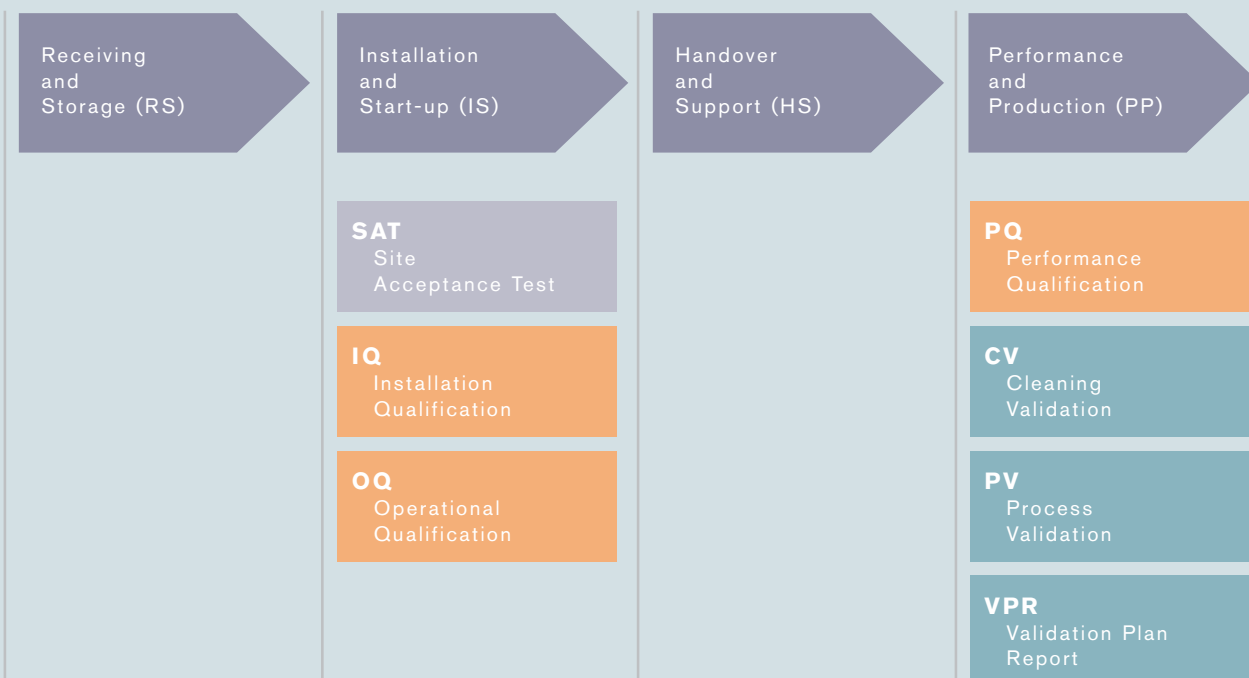 Receiving
and
Storage (RS)
Installation
and
Start-up (IS)
Handover
and
Support (HS)
Performance
and
Production (PP)
SAT
Site
Acceptance Test
IQ
Installation
Qualification
OQ
Operational
Qualification
PQ
Performance
Qualification
CV
Cleaning
Validation
PV
Process
Validation
VPR
Validation Plan
Report